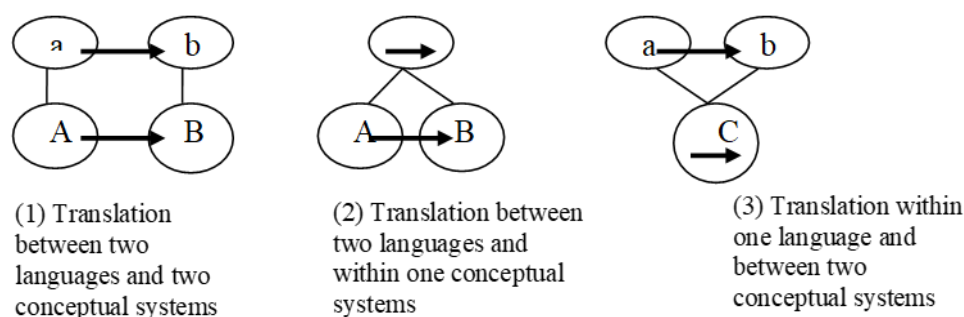 a b
A B
A B
a b
C
(1) Translation
between two
languages and two
conceptual systems
(2) Translation between
two languages and
within one conceptual
systems
(3) Translation within
one language and
between two
conceptual systems